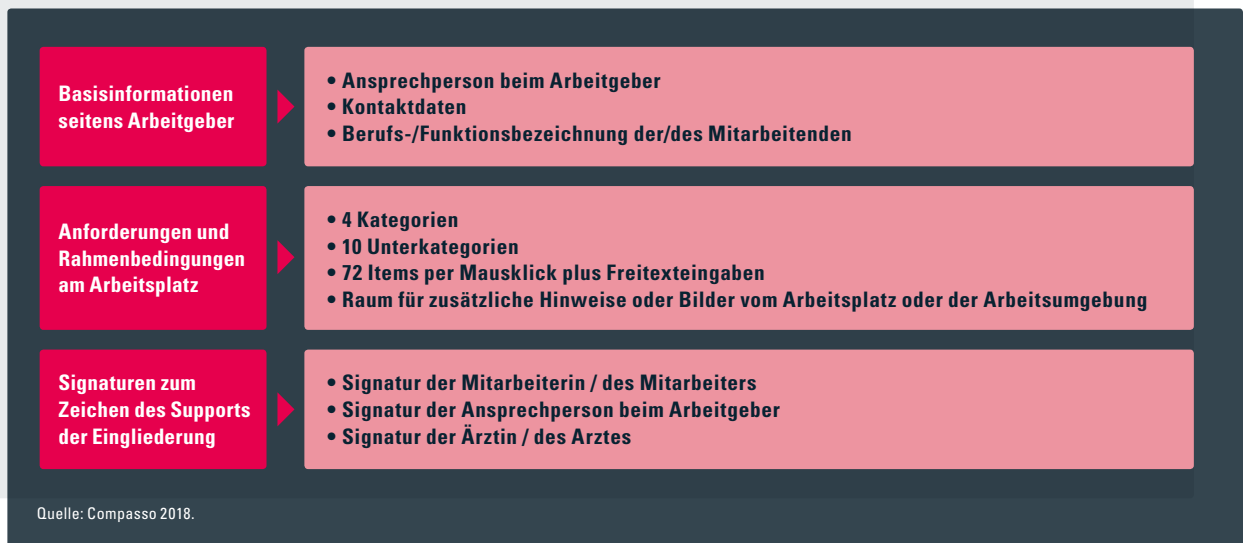 Basisinformationen
seitens Arbeitgeber
• Ansprechperson beim Arbeitgeber
• Kontaktdaten
• Berufs-/Funktionsbezeichnung der/des Mitarbeitenden
Anforderungen und
Rahmenbedingungen
am Arbeitsplatz
• 4 Kategorien
• 10 Unterkategorien
• 72 Items per Mausklick plus Freitexteingaben
• Raum für zusätzliche Hinweise oder Bilder vom Arbeitsplatz oder der Arbeitsumgebung
Signaturen zum
Zeichen des Supports
der Eingliederung
• Signatur der Mitarbeiterin / des Mitarbeiters
• Signatur der Ansprechperson beim Arbeitgeber
• Signatur der Ärztin / des Arztes
Quelle: Compasso 2018.